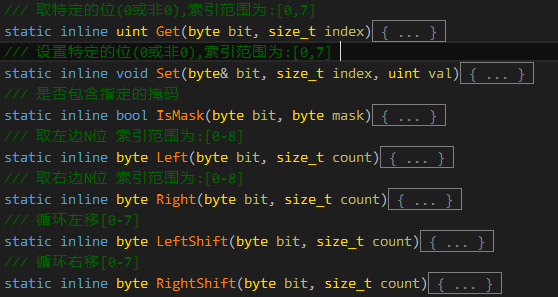 /// 取特定的位(0或非0),索引范围为:[0,7]
static inline uint Get(byte bit, size_t index){ ... }
/// 设置特定的位(0或非0),索引范围为:[0,7]
static inline void Set(byte& bit, size_t index, uint val){ ... }
/// 是否包含指定的掩码
static inline bool IsMask(byte bit, byte mask){ ... }
/// 取左边N位 索引范围为:[0-8]
static inline byte Left(byte bit, size_t count){ ... }
/// 取右边N位 索引范围为:[0-8]
static inline byte Right(byte bit, size_t count){ ... }
/// 循环左移[0-7]
static inline byte LeftShift(byte bit, size_t count){ ... }
/// 循环右移[0-7]
static inline byte RightShift(byte bit, size_t count){ ... }